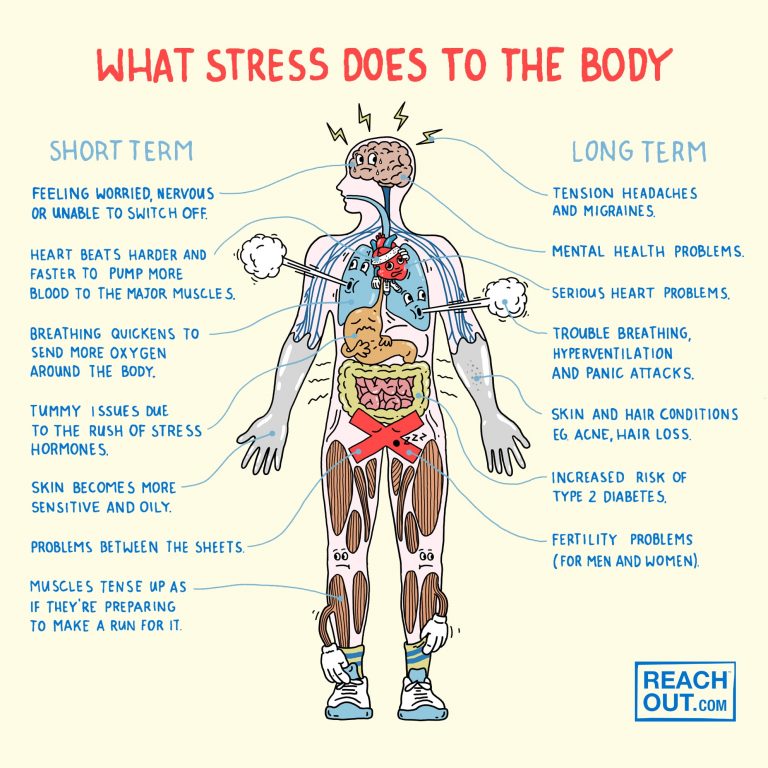 WHAT STRESS DOES TO THE BODY
SHORT TERM
FEELING WORRIED, NERVOUS
OR UNABLE TO SWITCH OFF.
HEART BEATS HARDER AND
FASTER TO PUMP MORE
BLOOD TO THE MAJOR MUSCLES.
BREATHING QUICKENS TO
SEND MORE OXYGEN
AROUND THE BODY.
TUMMY ISSUES DUE
TO THE RUSH OF STRESS
HORMONES.
SKIN BECOMES MORE
SENSITIVE AND OILY.
PROBLEMS BETWEEN THE SHEETS.
MUSCLES TENSE UP AS
IF THEY'RE PREPARING
TO MAKE A RUN FOR IT.
ZZZ
LONG TERM
TENSION HEADACHES
AND MIGRAINES.
MENTAL HEALTH PROBLEMS.
SERIOUS HEART PROBLEMS.
TROUBLE BREATHING,
HYPERVENTILATION
AND PANIC ATTACKS.
SKIN AND HAIR CONDITIONS
EG. ACNE, HAIR LOSS.
INCREASED RISK OF
TYPE 2 DIABETES.
FERTILITY PROBLEMS
(FOR MEN AND WOMEN).
REACH
OUT.COM